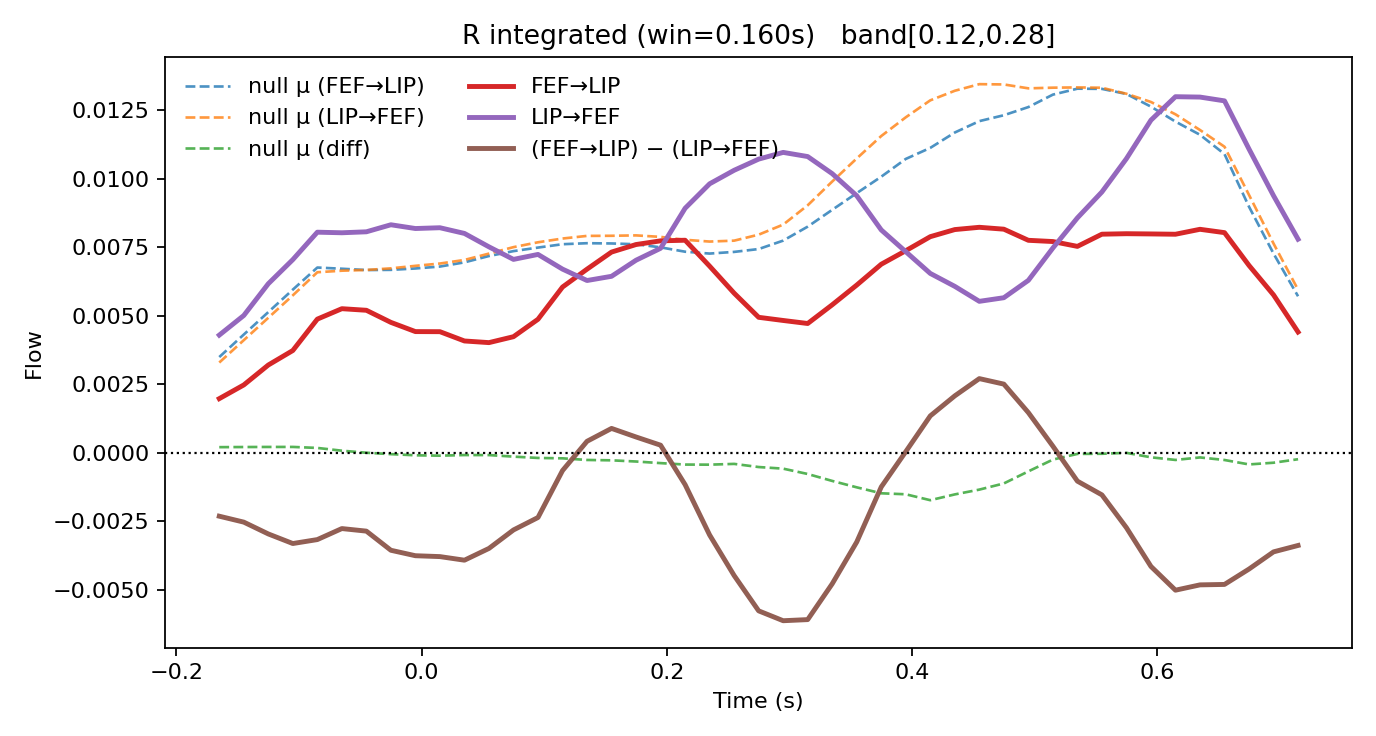 R integrated (win=0.160s)   band[0.12,0.28]
null μ (FEF→LIP)
null μ (LIP→FEF)
null μ (diff)
FEF→LIP
LIP→FEF
(FEF→LIP) − (LIP→FEF)
Flow
0.0125
0.0100
0.0075
0.0050
0.0025
0.0000
−0.0025
−0.0050
−0.2
0.0
0.2
0.4
0.6
Time (s)